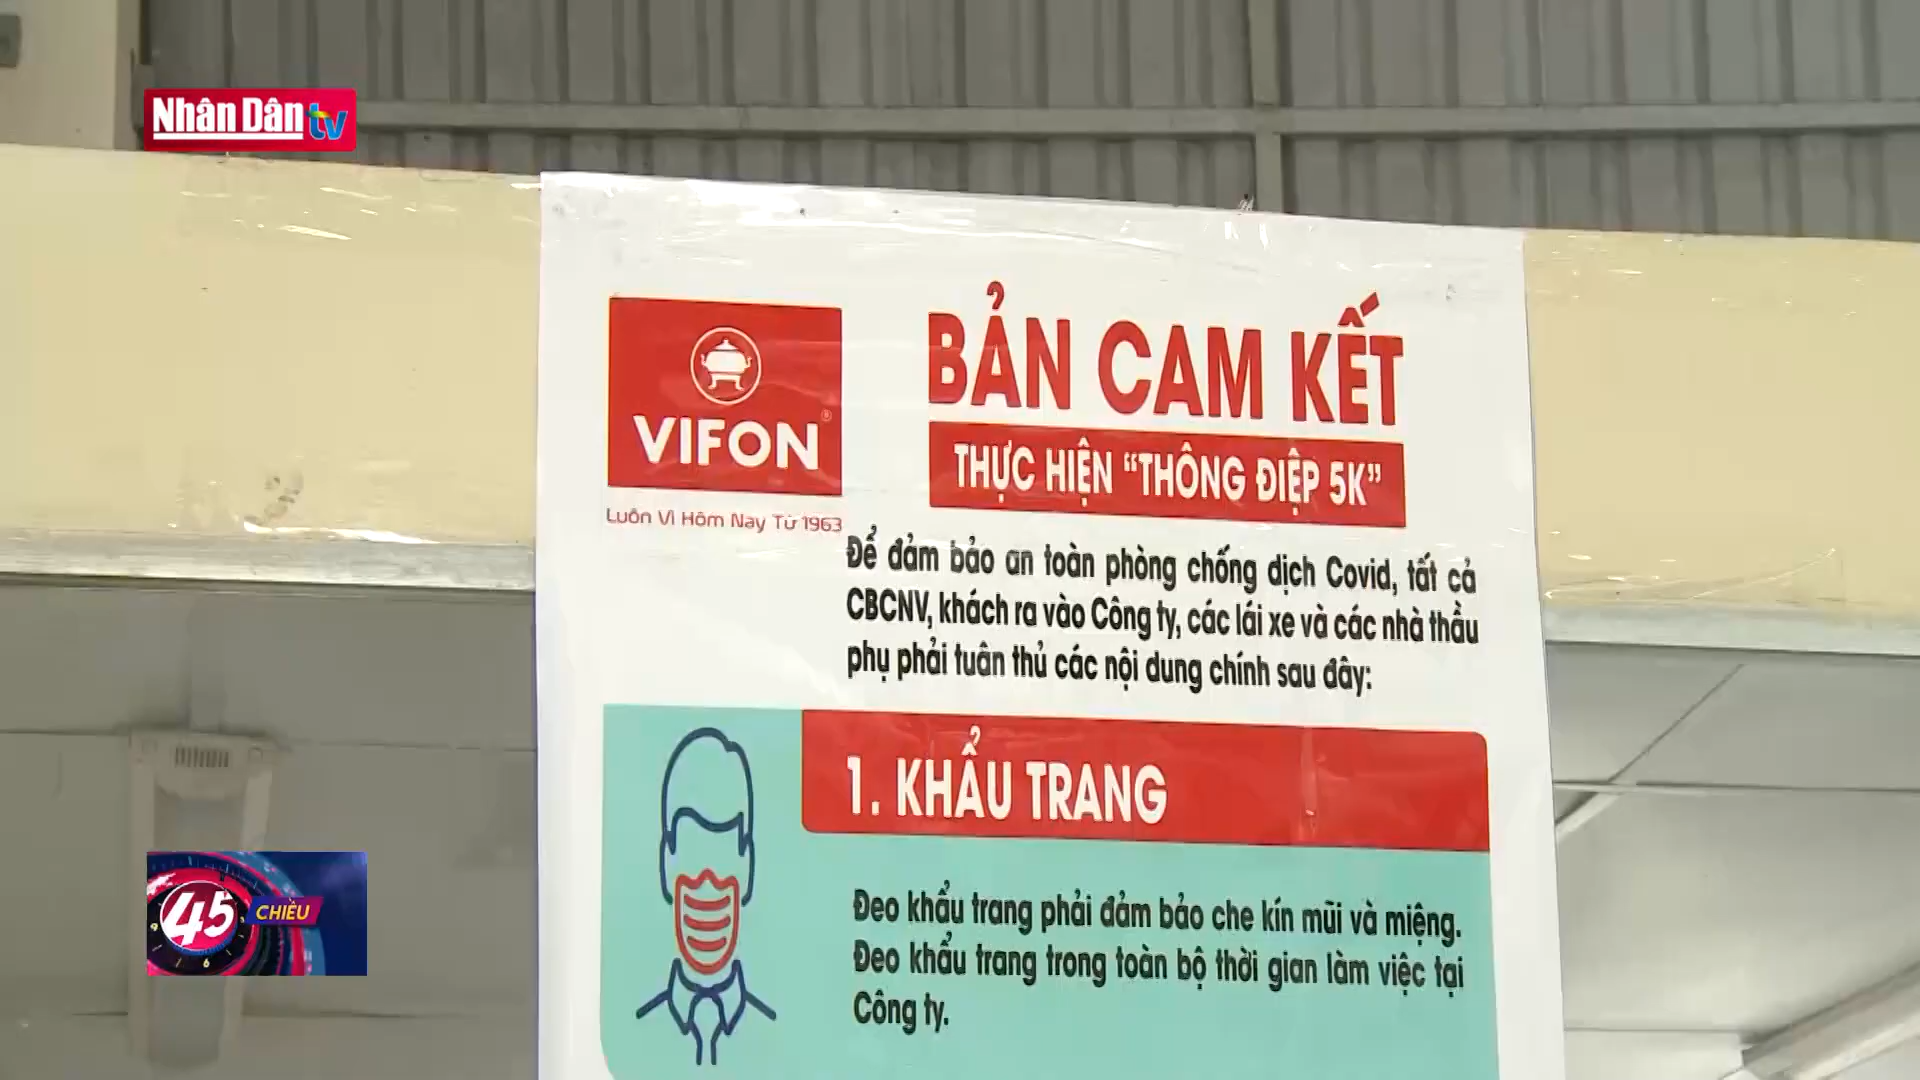 Nhân Dân tv
VIFON
Luôn Vì Hôm Nay Từ 1963
BẢN CAM KẾT
THỰC HIỆN “THÔNG ĐIỆP 5K”
Để đảm bảo an toàn phòng chống dịch Covid, tất cả
CBCNV, khách ra vào Công ty, các lái xe và các nhà thầu
phụ phải tuân thủ các nội dung chính sau đây:
1. KHẨU TRANG
Đeo khẩu trang phải đảm bảo che kín mũi và miệng.
Đeo khẩu trang trong toàn bộ thời gian làm việc tại
Công ty.
45 CHIỀU
9
6